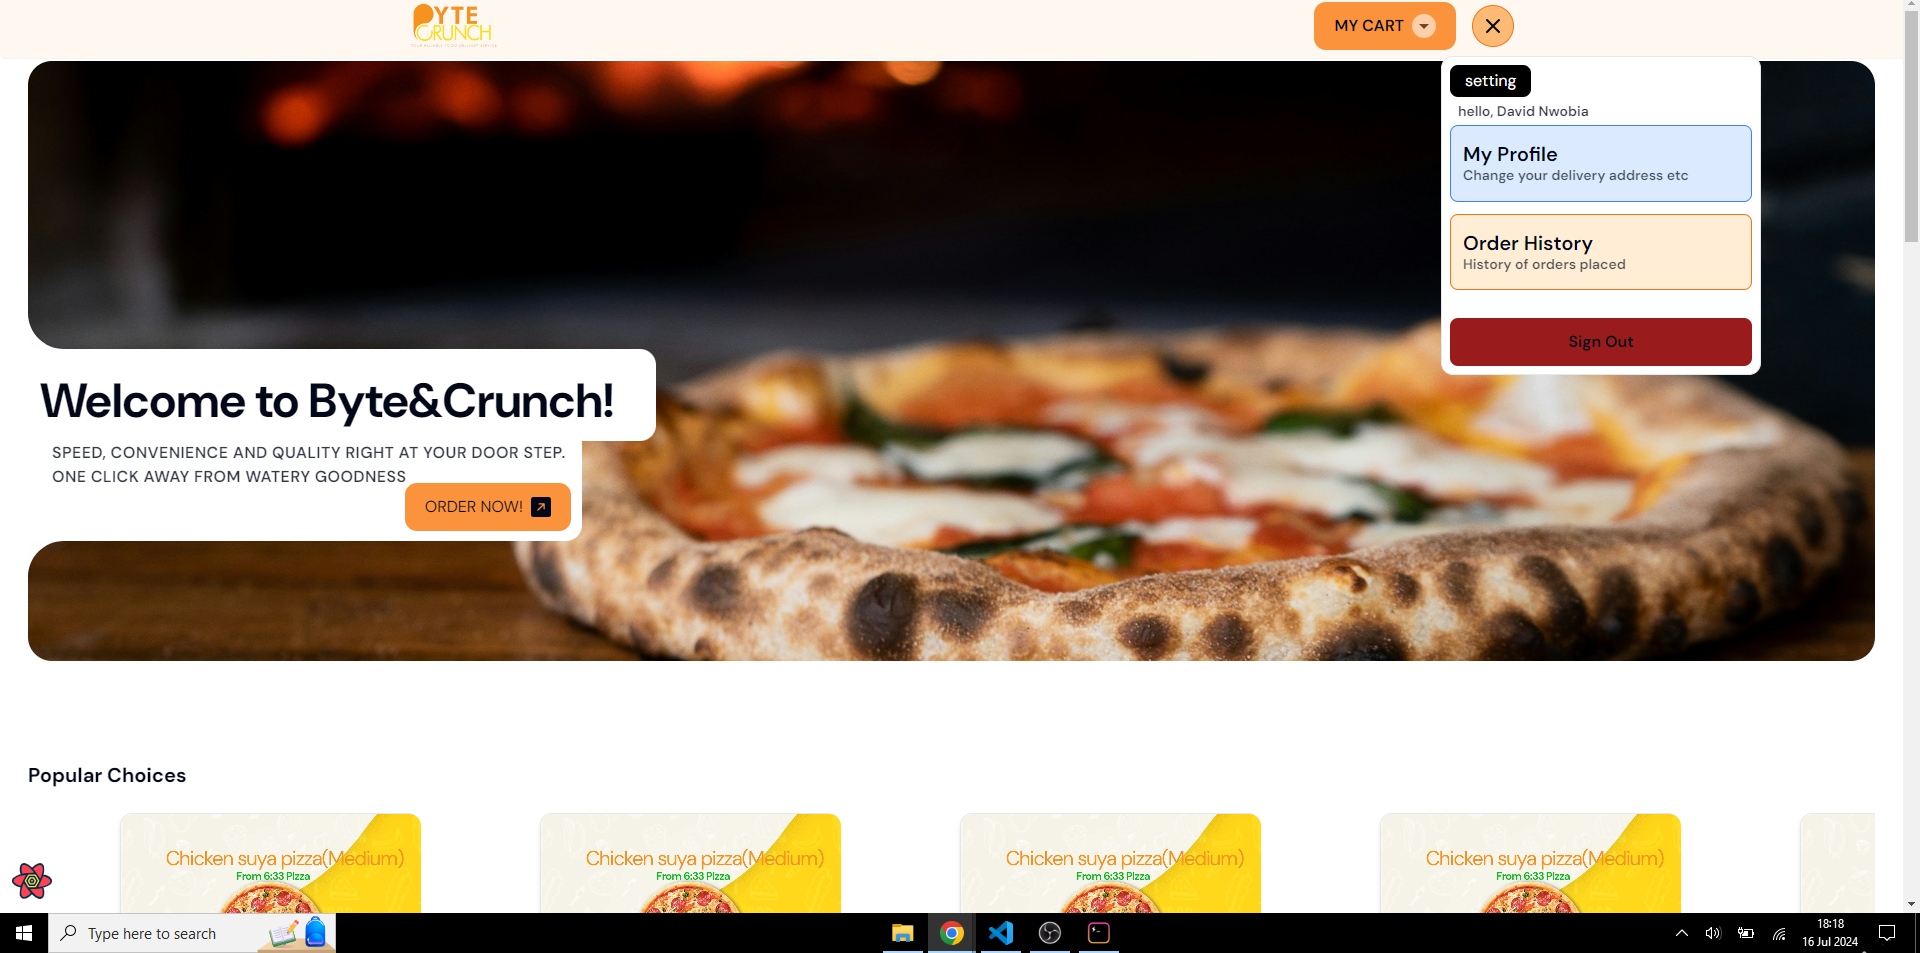 BYTE
CRUNCH
MY CART
setting
hello, David Nwobia
My Profile
Change your delivery address etc
Order History
History of orders placed
Sign Out
Welcome to Byte&Crunch!
SPEED, CONVENIENCE AND QUALITY RIGHT AT YOUR DOOR STEP.
ONE CLICK AWAY FROM WATERY GOODNESS
ORDER NOW!
Popular Choices
Chicken suya pizza(Medium)
From 6:33 Pizza
Chicken suya pizza(Medium)
From 6:33 Pizza
Chicken suya pizza(Medium)
From 6:33 Pizza
Chicken suya pizza(Medium)
From 6:33 Pizza
Type here to search
18:18
16 Jul 2024